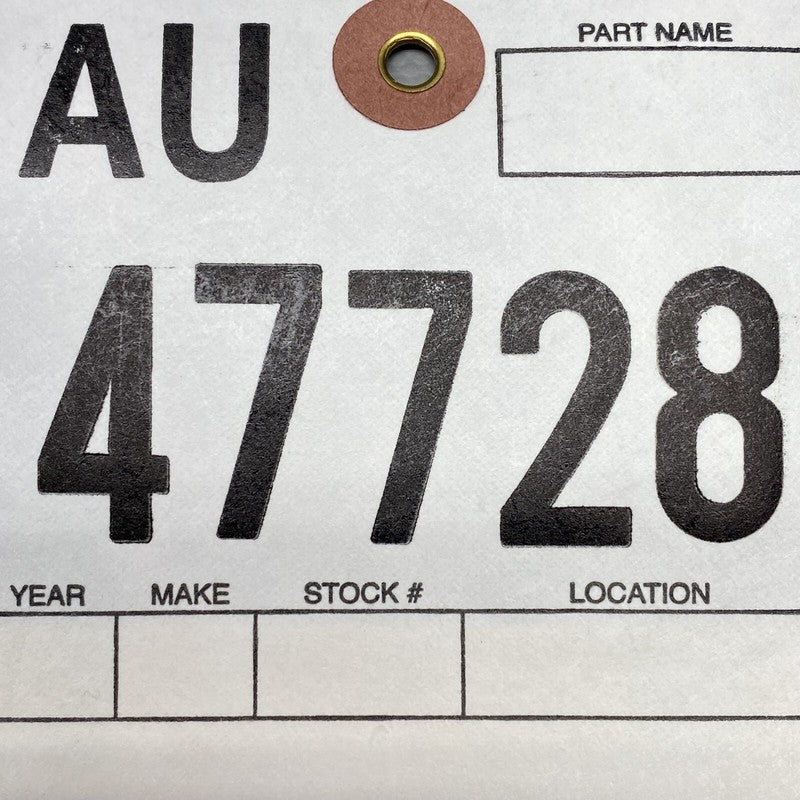 AU
PART NAME
47728
YEAR MAKE STOCK # LOCATION